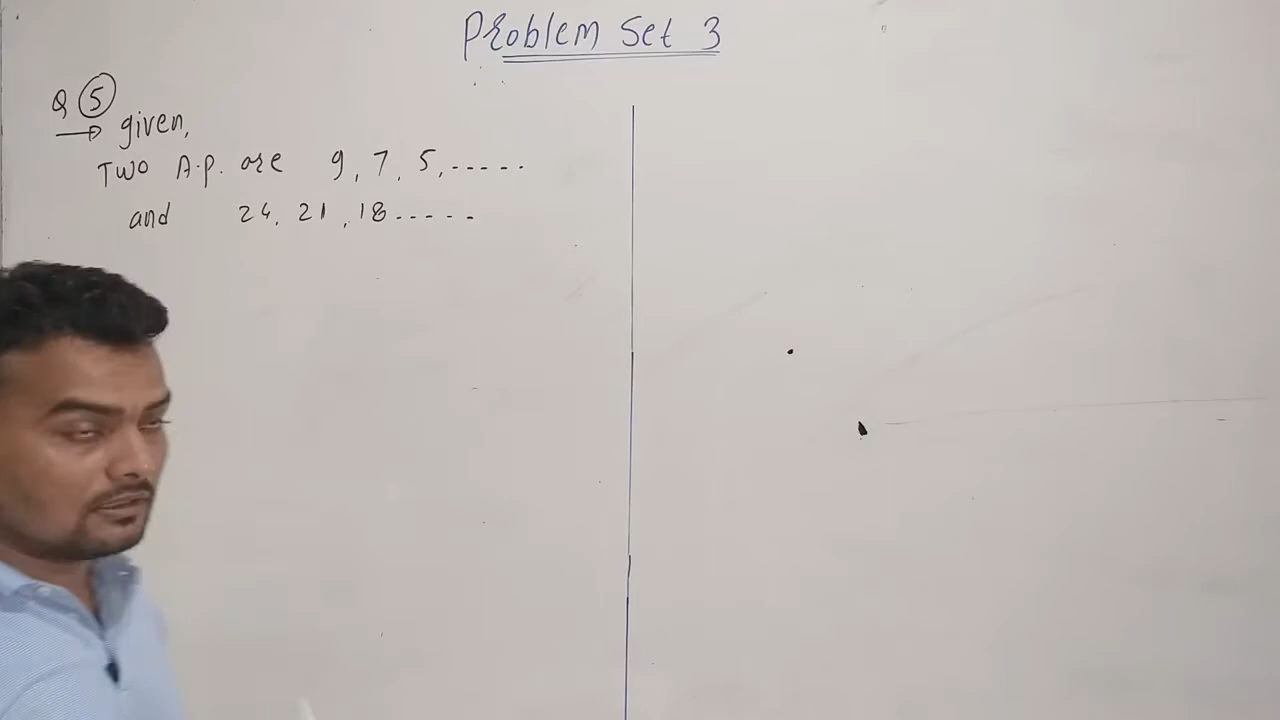 Problem Set 3
Q 5
→ given,
Two A.p. are 9, 7, 5,-----
and 24, 21, 18-----